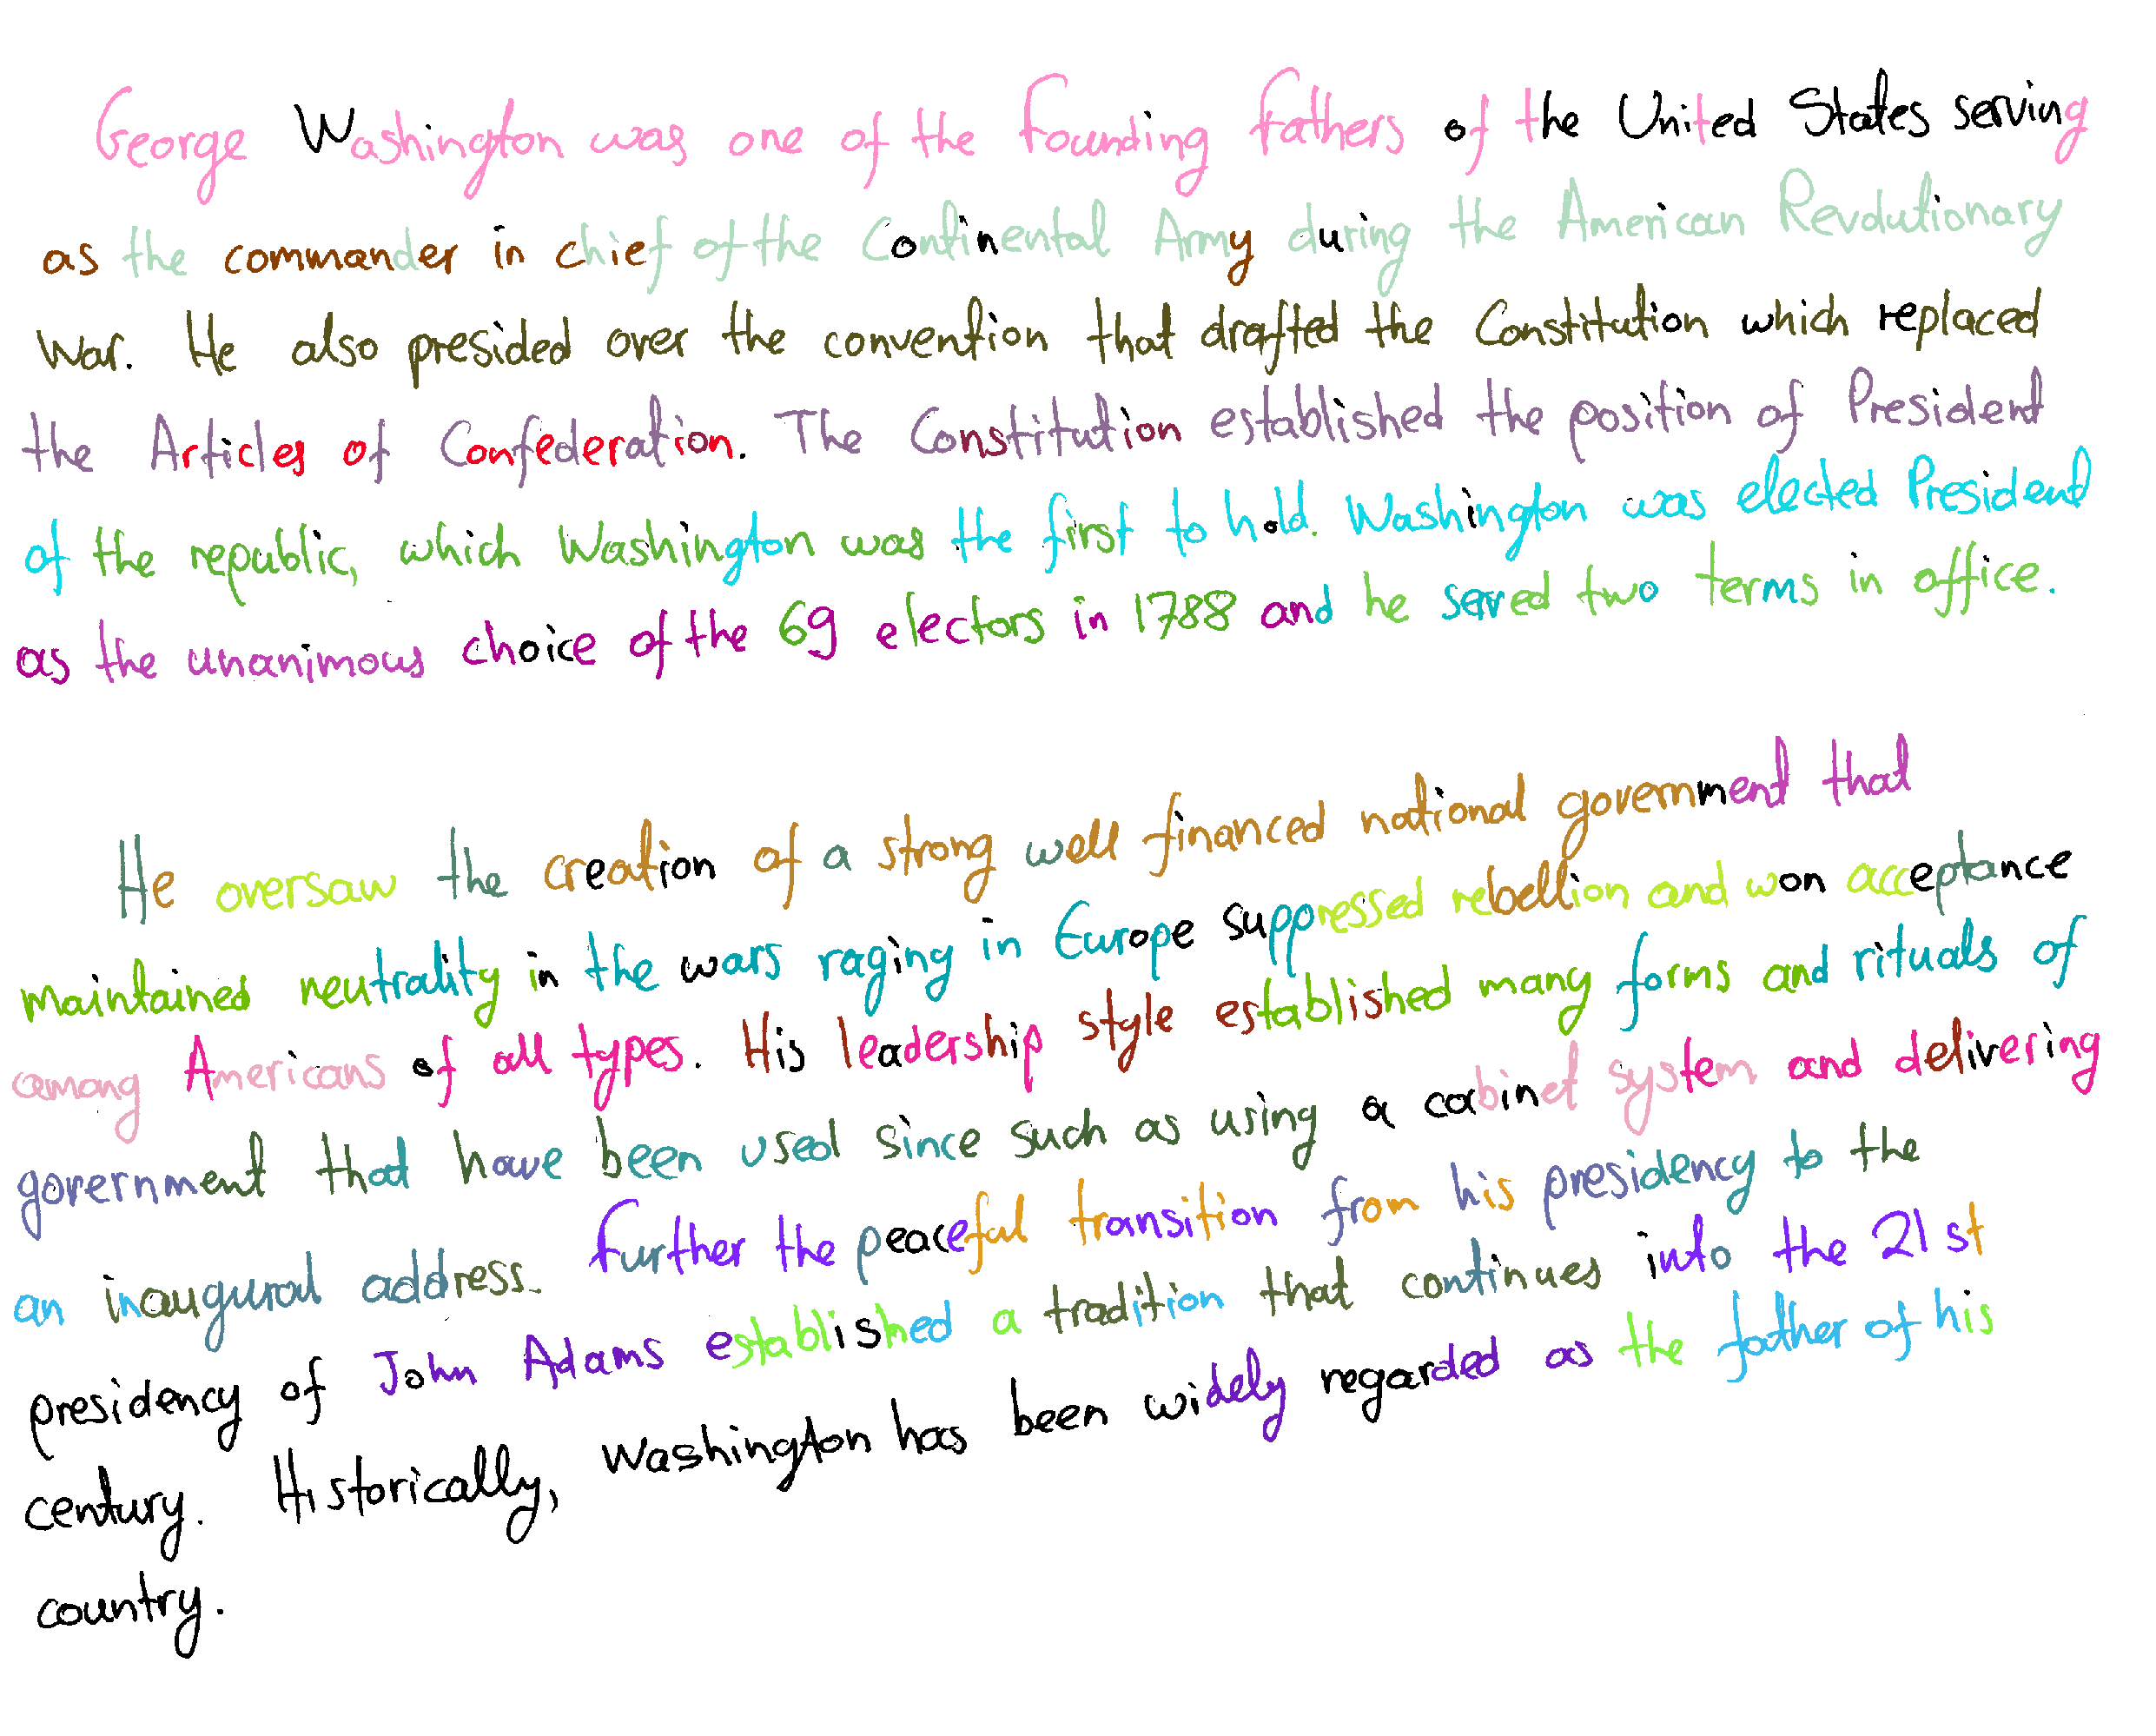 George Washington was one of the Founding Fathers of the United States serving
as the commander in chief of the Continental Army during the American Revolutionary
War. He also presided over the convention that drafted the Constitution which replaced
the Articles of Confederation. The Constitution established the position of President
of the republic, which Washington was the first to hold. Washington was elected President
as the unanimous choice of the 69 electors in 1788 and he served two terms in office.
He oversaw the creation of a strong well financed national government that
maintained neutrality in the wars raging in Europe suppressed rebellion and won acceptance
among Americans of all types. His leadership style established many forms and rituals of
government that have been used since such as using a cabinet system and delivering
an inaugural address. Further the peaceful transition from his presidency to the
presidency of John Adams established a tradition that continues into the 21st
century. Historically, Washington has been widely regarded as the father of his
country.